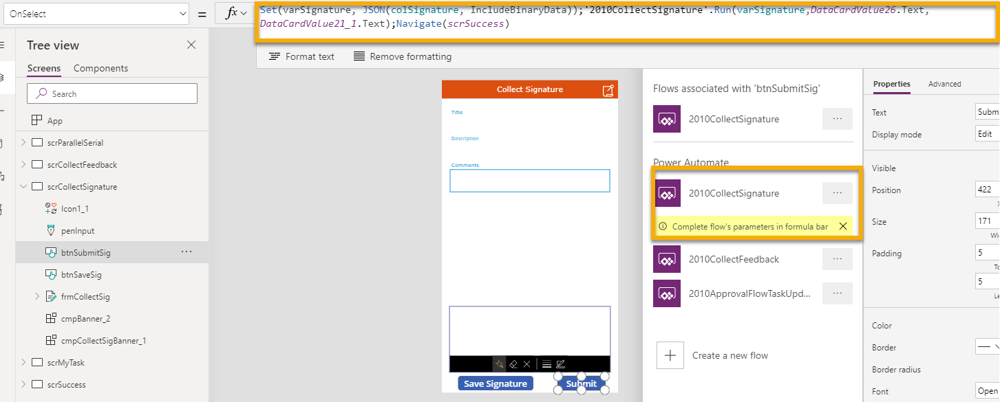 OnSelect
=
fx
Set(varSignature, JSON(colSignature, IncludeBinaryData));'2010CollectSignature'.Run(varSignature,DataCardValue26.Text,
DataCardValue21_1.Text);Navigate(scrSuccess)
Format text
Remove formatting
Tree view
Screens
Components
Search
App
scrParallelSerial
scrCollectFeedback
scrCollectSignature
Icon1_1
penInput
btnSubmitSig
...
btnSaveSig
frmCollectSig
cmpBanner_2
cmpCollectSigBanner_1
scrMyTask
scrSuccess
Collect Signature
Title
Description
Comments
Save Signature
Submit
Flows associated with 'btnSubmitSig'
2010CollectSignature
...
Power Automate
2010CollectSignature
...
Complete flow's parameters in formula bar
2010CollectFeedback
...
2010ApprovalFlowTaskUpd...
...
Create a new flow
Properties
Advanced
Text
Subm
Display mode
Edit
Visible
Position
422
Size
171
Wi
Padding
5
To
5
Le
Color
Border
Border radius
Font
Open